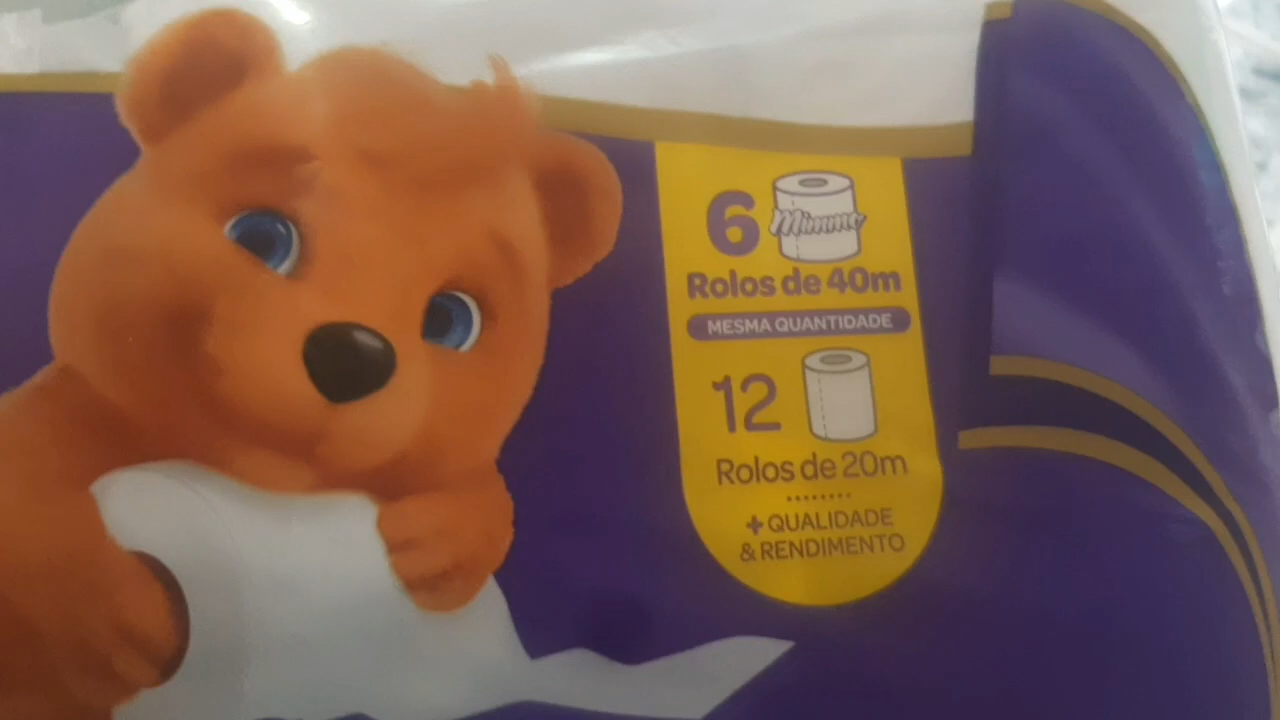 6 Mimmo
Rolos de 40m
MESMA QUANTIDADE
12
Rolos de 20m
+ QUALIDADE
& RENDIMENTO